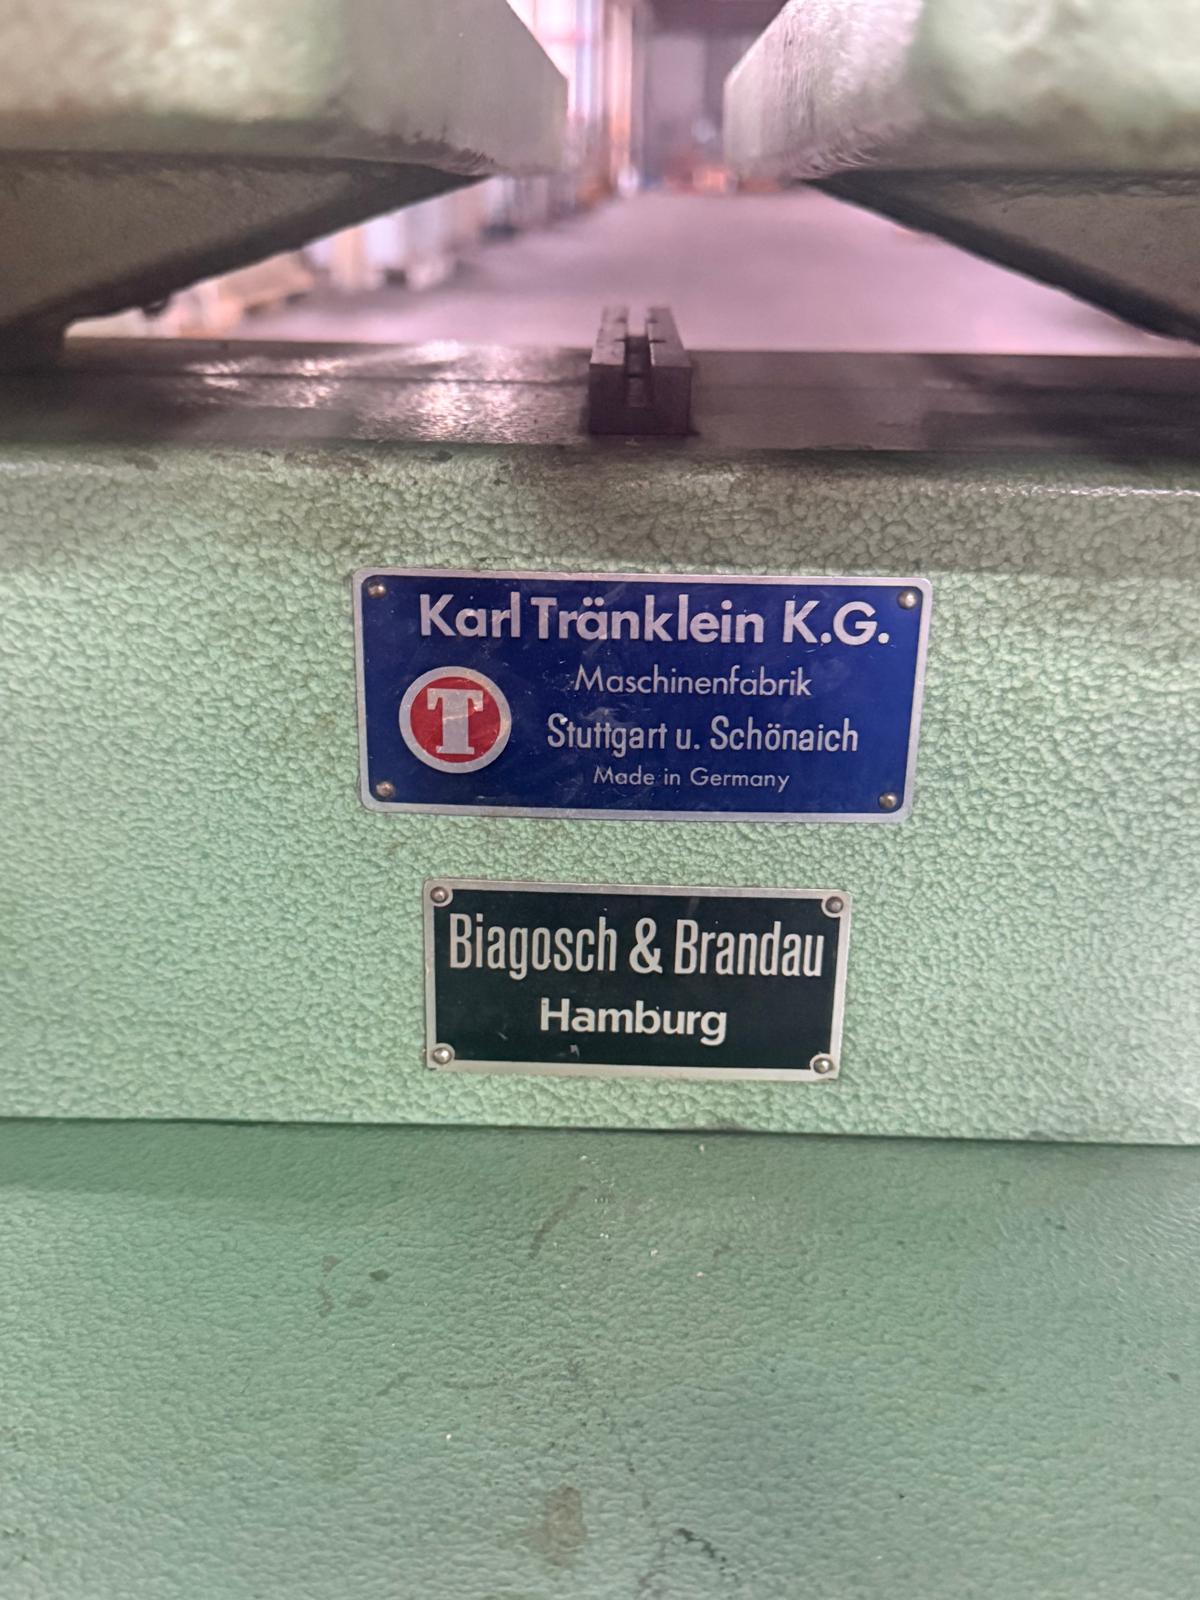 Karl Tränklein K.G.
T
Maschinenfabrik
Stuttgart u. Schönaich
Made in Germany
Biagosch & Brandau
Hamburg